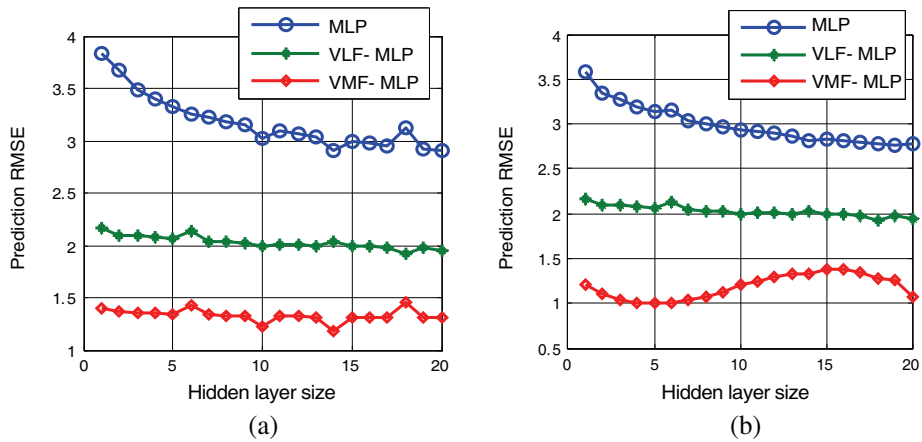 MLP
VLF- MLP
VMF- MLP
4
3.5
3
2.5
2
1.5
1
0 5 10 15 20
Prediction RMSE
Hidden layer size
(a)
MLP
VLF- MLP
VMF- MLP
4
3.5
3
2.5
2
1.5
1
0.5
0 5 10 15 20
Prediction RMSE
Hidden layer size
(b)